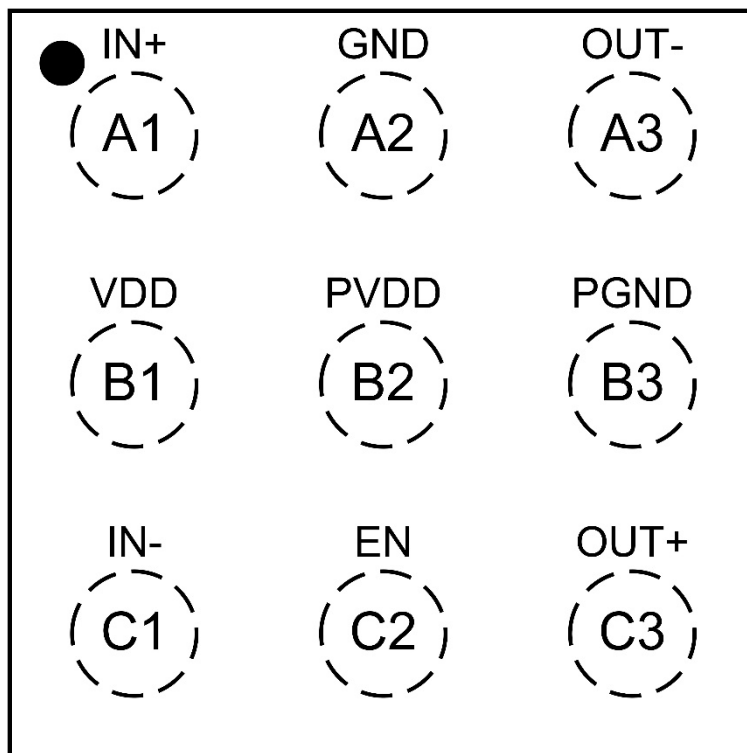 IN+ GND OUT-
A1 A2 A3
VDD PVDD PGND
B1 B2 B3
IN- EN OUT+
C1 C2 C3